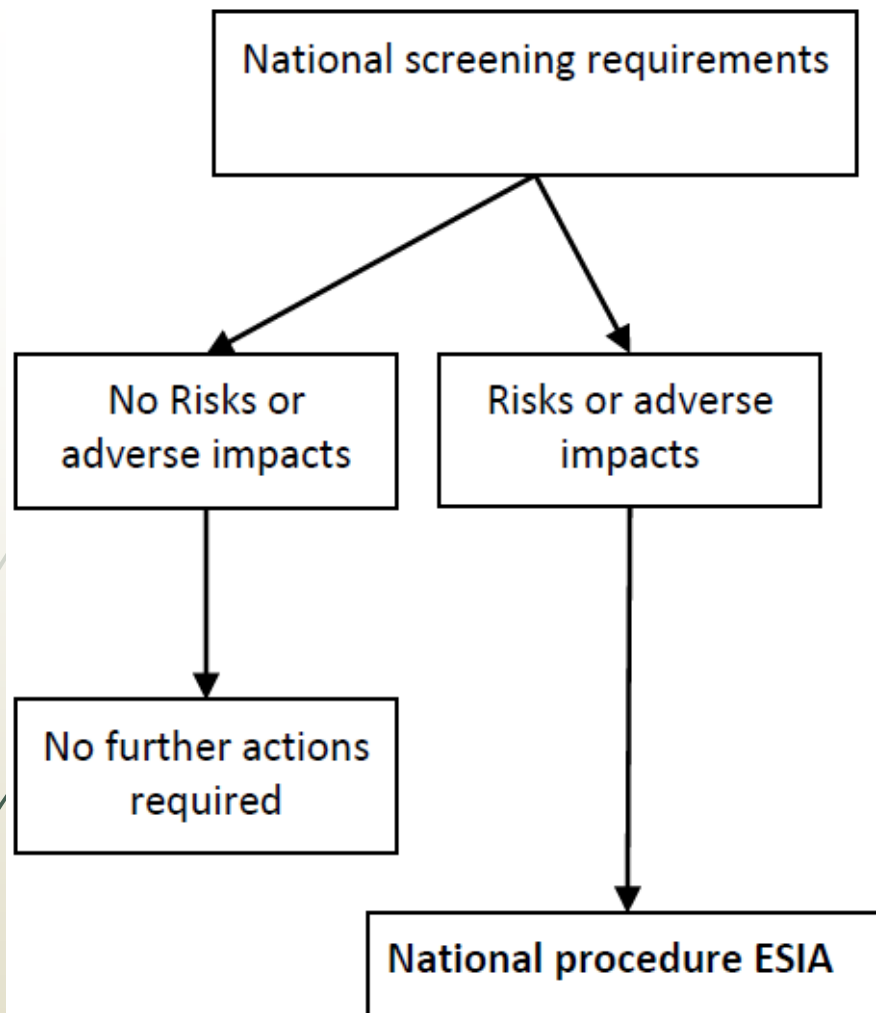 National screening requirements
No Risks or
adverse impacts
Risks or adverse
impacts
No further actions
required
National procedure ESIA